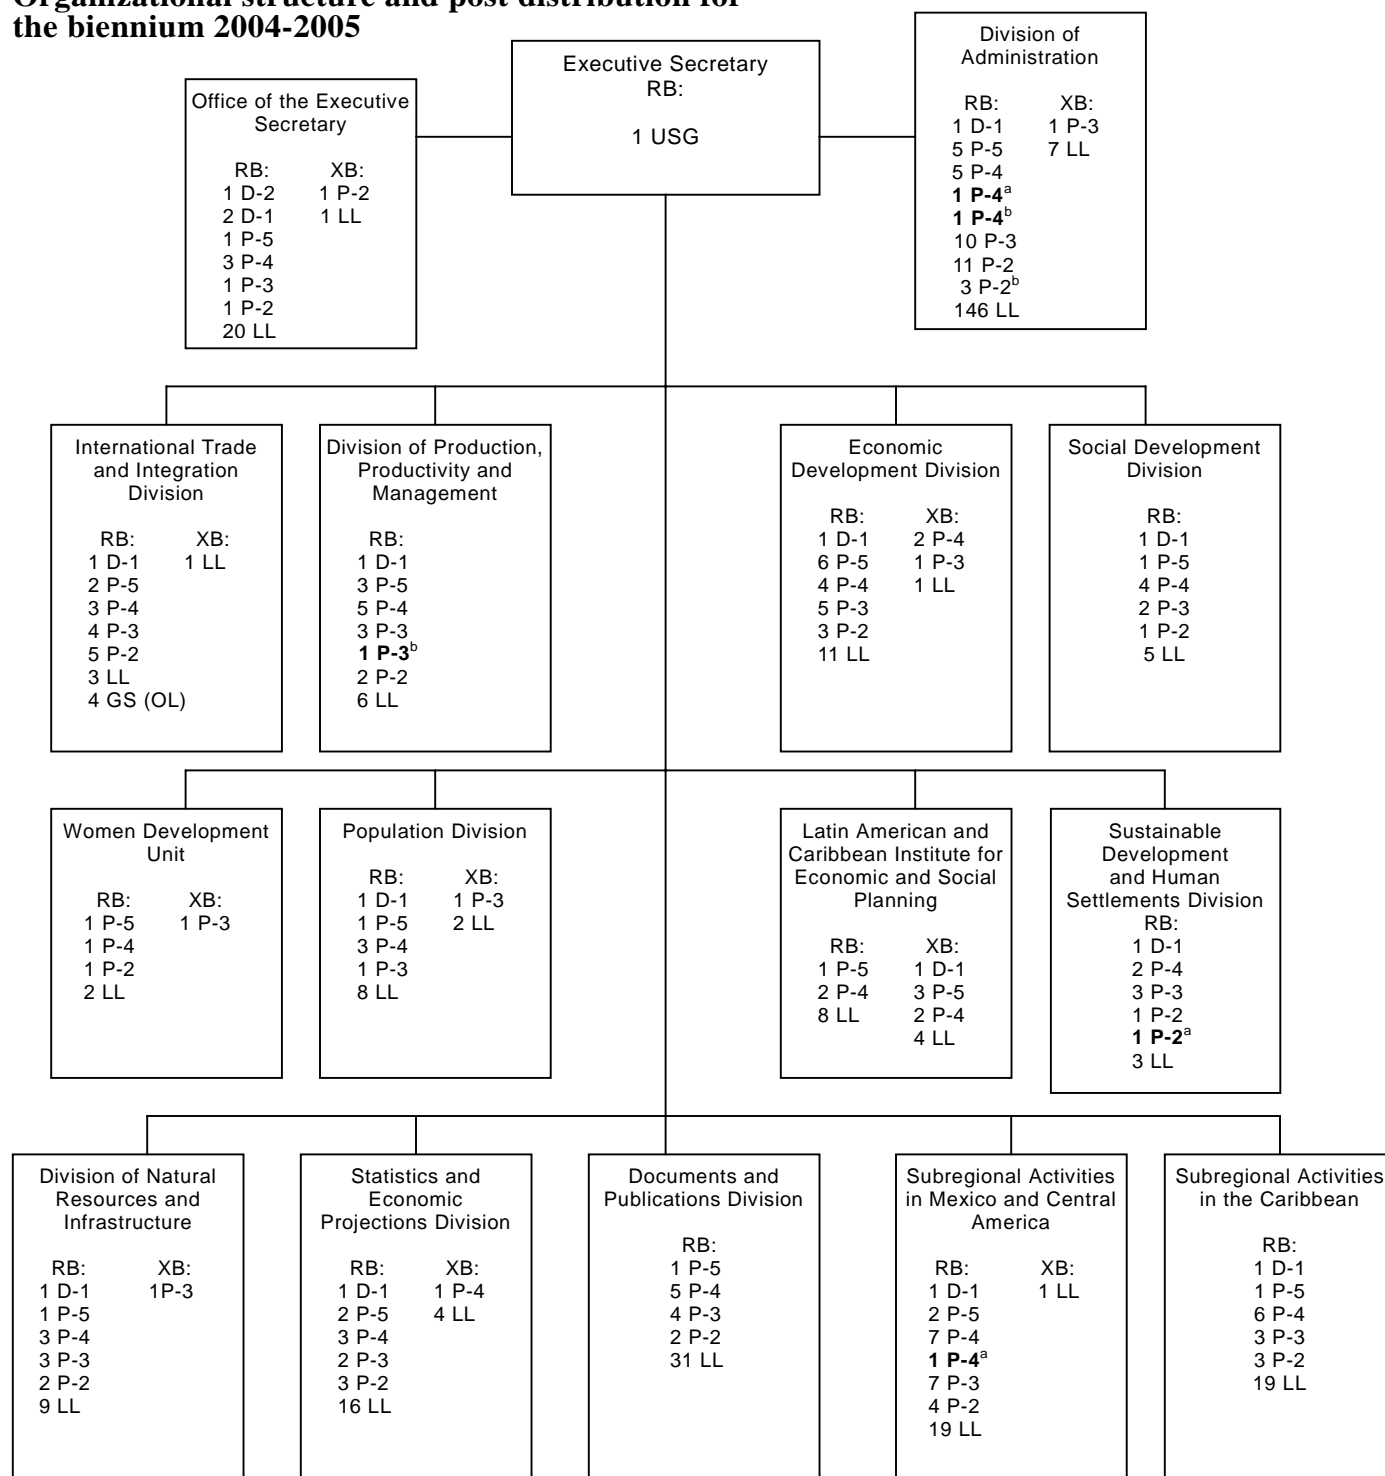 Organizational structure and post distribution for
the biennium 2004-2005
Executive Secretary
RB:
1 USG
Office of the Executive
Secretary
RB: XB:
1 D-2 1 P-2
2 D-1 1 LL
1 P-5
3 P-4
1 P-3
1 P-2
20 LL
Division of
Administration
RB: XB:
1 D-1 1 P-3
5 P-5 7 LL
5 P-4
1 P-4a
1 P-4b
10 P-3
11 P-2
3 P-2b
146 LL
International Trade
and Integration
Division
RB: XB:
1 D-1 1 LL
2 P-5
3 P-4
4 P-3
5 P-2
3 LL
4 GS (OL)
Division of Production,
Productivity and
Management
RB:
1 D-1
3 P-5
5 P-4
3 P-3
1 P-3b
2 P-2
6 LL
Economic
Development Division
RB: XB:
1 D-1 2 P-4
6 P-5 1 P-3
4 P-4 1 LL
5 P-3
3 P-2
11 LL
Social Development
Division
RB:
1 D-1
1 P-5
4 P-4
2 P-3
1 P-2
5 LL
Women Development
Unit
RB: XB:
1 P-5 1 P-3
1 P-4
1 P-2
2 LL
Population Division
RB: XB:
1 D-1 1 P-3
1 P-5 2 LL
3 P-4
1 P-3
8 LL
Latin American and
Caribbean Institute for
Economic and Social
Planning
RB: XB:
1 P-5 1 D-1
2 P-4 3 P-5
8 LL 2 P-4
4 LL
Sustainable
Development
and Human
Settlements Division
RB:
1 D-1
2 P-4
3 P-3
1 P-2
1 P-2a
3 LL
Division of Natural
Resources and
Infrastructure
RB: XB:
1 D-1 1P-3
1 P-5
3 P-4
3 P-3
2 P-2
9 LL
Statistics and
Economic
Projections Division
RB: XB:
1 D-1 1 P-4
2 P-5 4 LL
3 P-4
2 P-3
3 P-2
16 LL
Documents and
Publications Division
RB:
1 P-5
5 P-4
4 P-3
2 P-2
31 LL
Subregional Activities
in Mexico and Central
America
RB: XB:
1 D-1 1 LL
2 P-5
7 P-4
1 P-4a
7 P-3
4 P-2
19 LL
Subregional Activities
in the Caribbean
RB:
1 D-1
1 P-5
6 P-4
3 P-3
3 P-2
19 LL